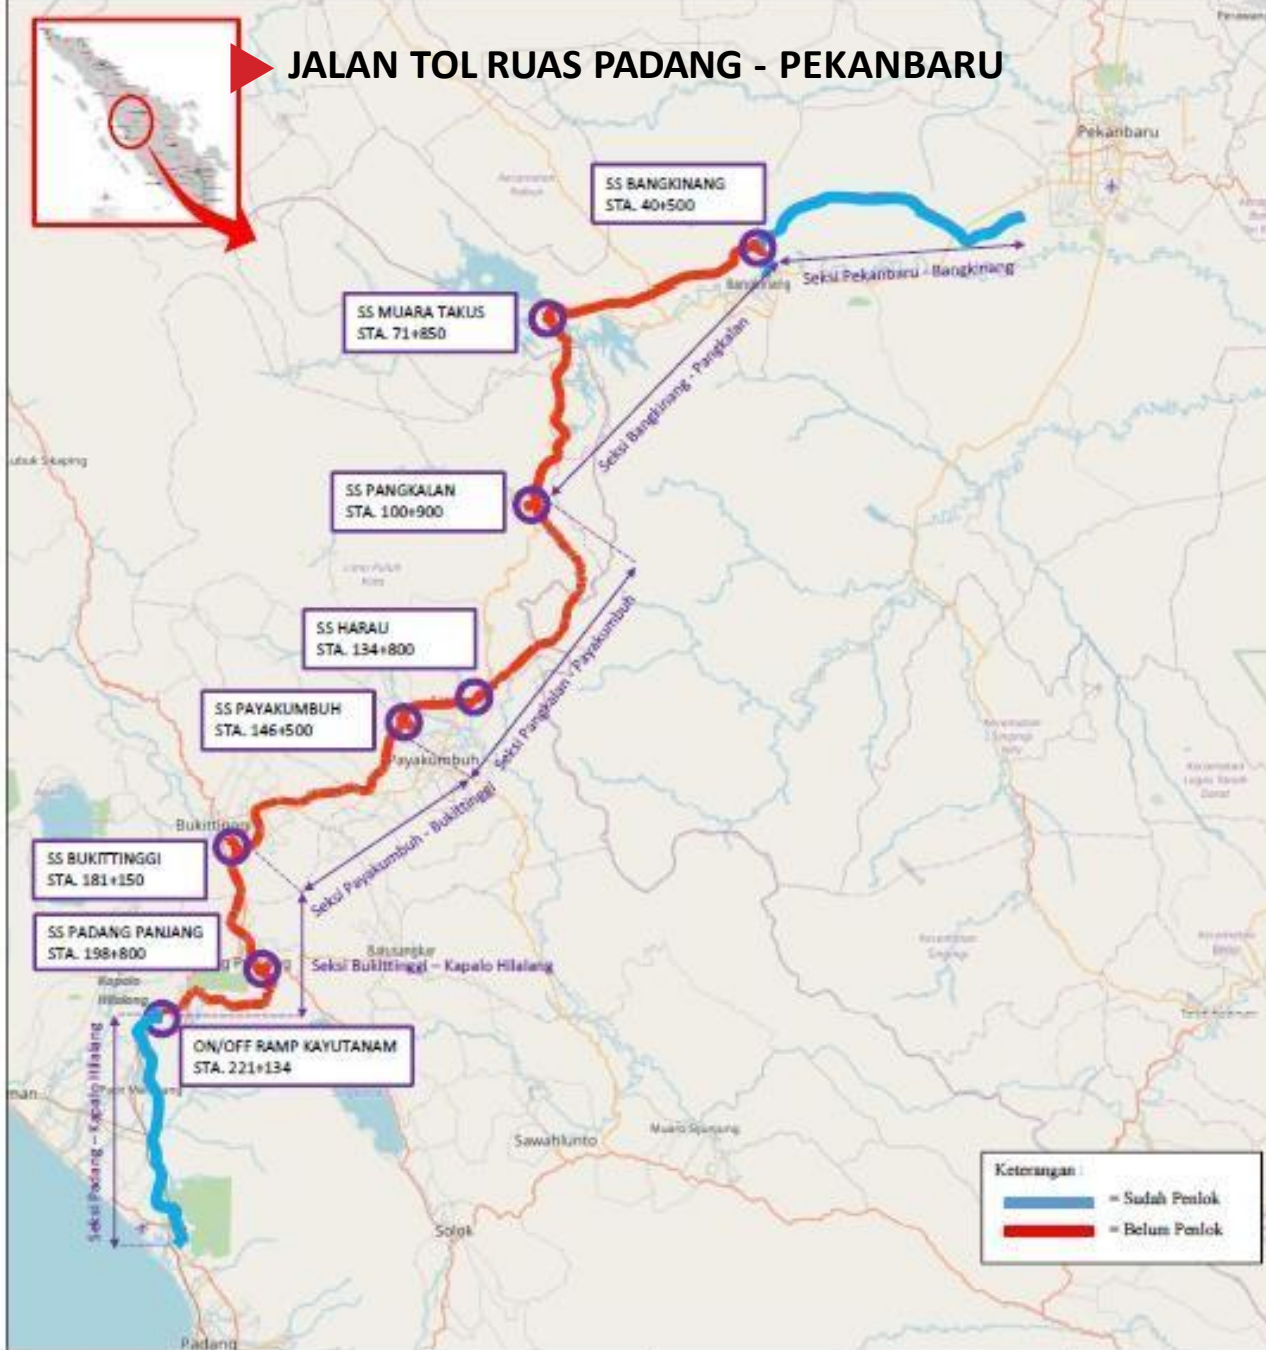 JALAN TOL RUAS PADANG - PEKANBARU
Pekanbaru
SS BANGKINANG
STA. 40+500
Seksi Pekanbaru - Bangkinang
Bangkinang
SS MUARA TAKUS
STA. 71+850
Seksi Bangkinang - Pangkalan
SS PANGKALAN
STA. 100+900
SS HARAU
STA. 134+800
Seksi Pangkalan - Payakumbuh
SS PAYAKUMBUH
STA. 146+500
Payakumbuh
Bukittinggi
Seksi Payakumbuh - Bukittinggi
SS BUKITTINGGI
STA. 181+150
SS PADANG PANJANG
STA. 198+800
Batusangkar
Seksi Bukittinggi – Kapalo Hilalang
Kapalo
Hilalang
ON/OFF RAMP KAYUTANAM
STA. 221+134
Seksi Padang – Kapalo Hilalang
Sawahlunto
Muaro Sijunjung
Solok
Padang
Keterangan :
= Sudah Penlok
= Belum Penlok